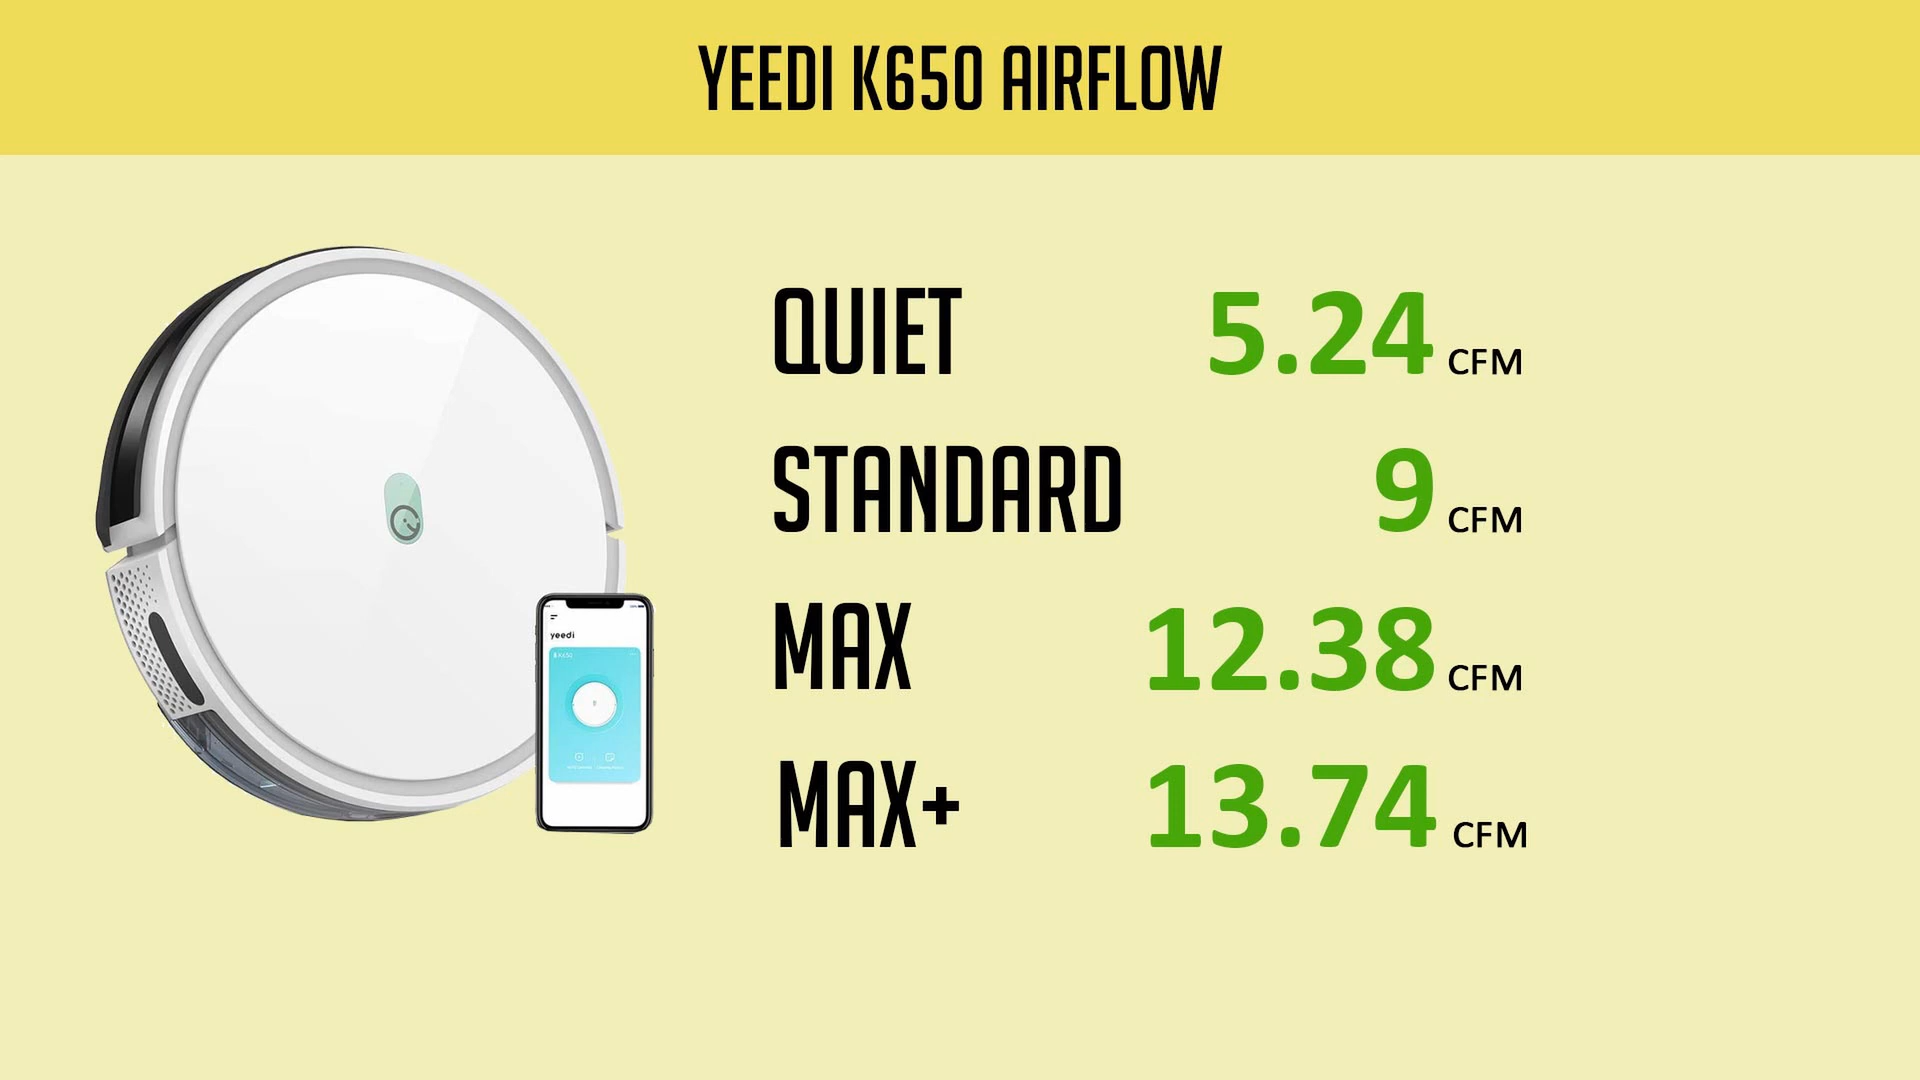 YEEDI K650 AIRFLOW
QUIET 5.24 CFM
STANDARD 9 CFM
MAX 12.38 CFM
MAX+ 13.74 CFM
yeedi
K650